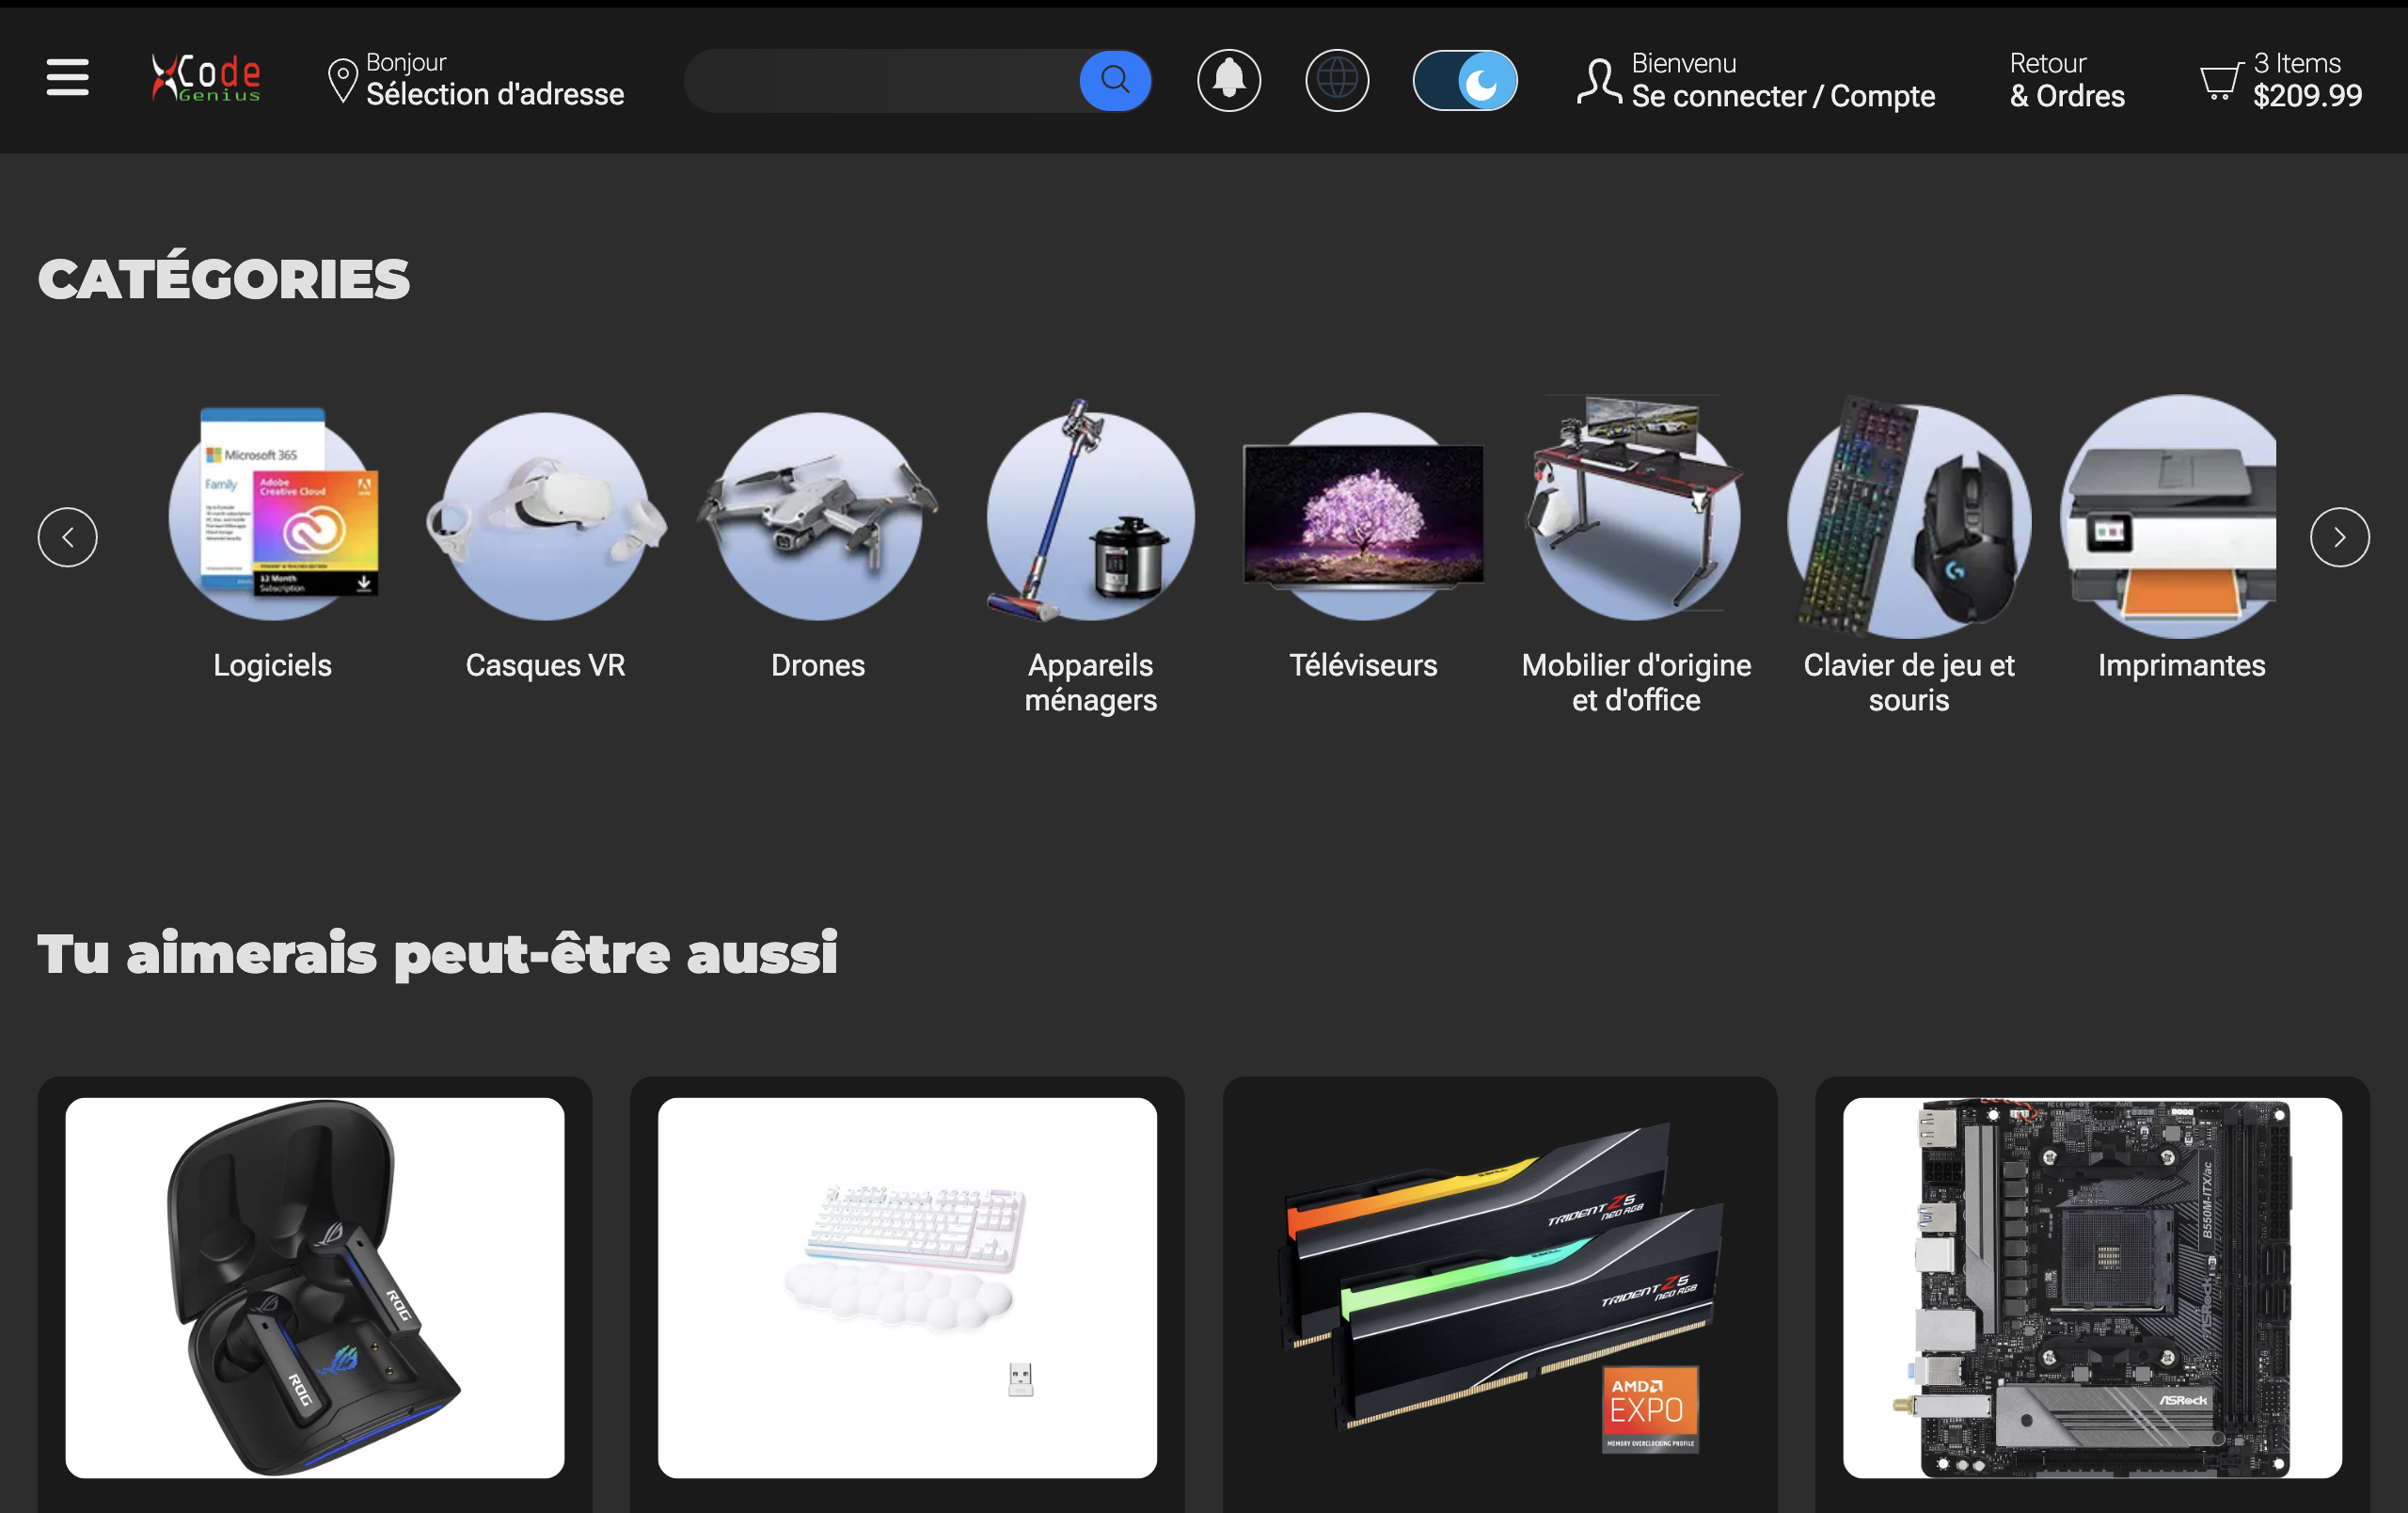 XCode
Genius
Bonjour
Sélection d'adresse
Bienvenu
Se connecter / Compte
Retour
& Ordres
3 Items
$209.99
CATÉGORIES
Microsoft 365
Family
Adobe
Creative Cloud
12 Month
Subscription
Logiciels
Casques VR
Drones
Appareils
ménagers
Téléviseurs
Mobilier d'origine
et d'office
Clavier de jeu et
souris
Imprimantes
Tu aimerais peut-être aussi
ROG
ROG
TRIDENT Z5
NEO RGB
TRIDENT Z5
NEO RGB
AMD
EXPO
MEMORY OVERCLOCKING PROFILE
B550M-ITX/ac
ASRock
ASRock